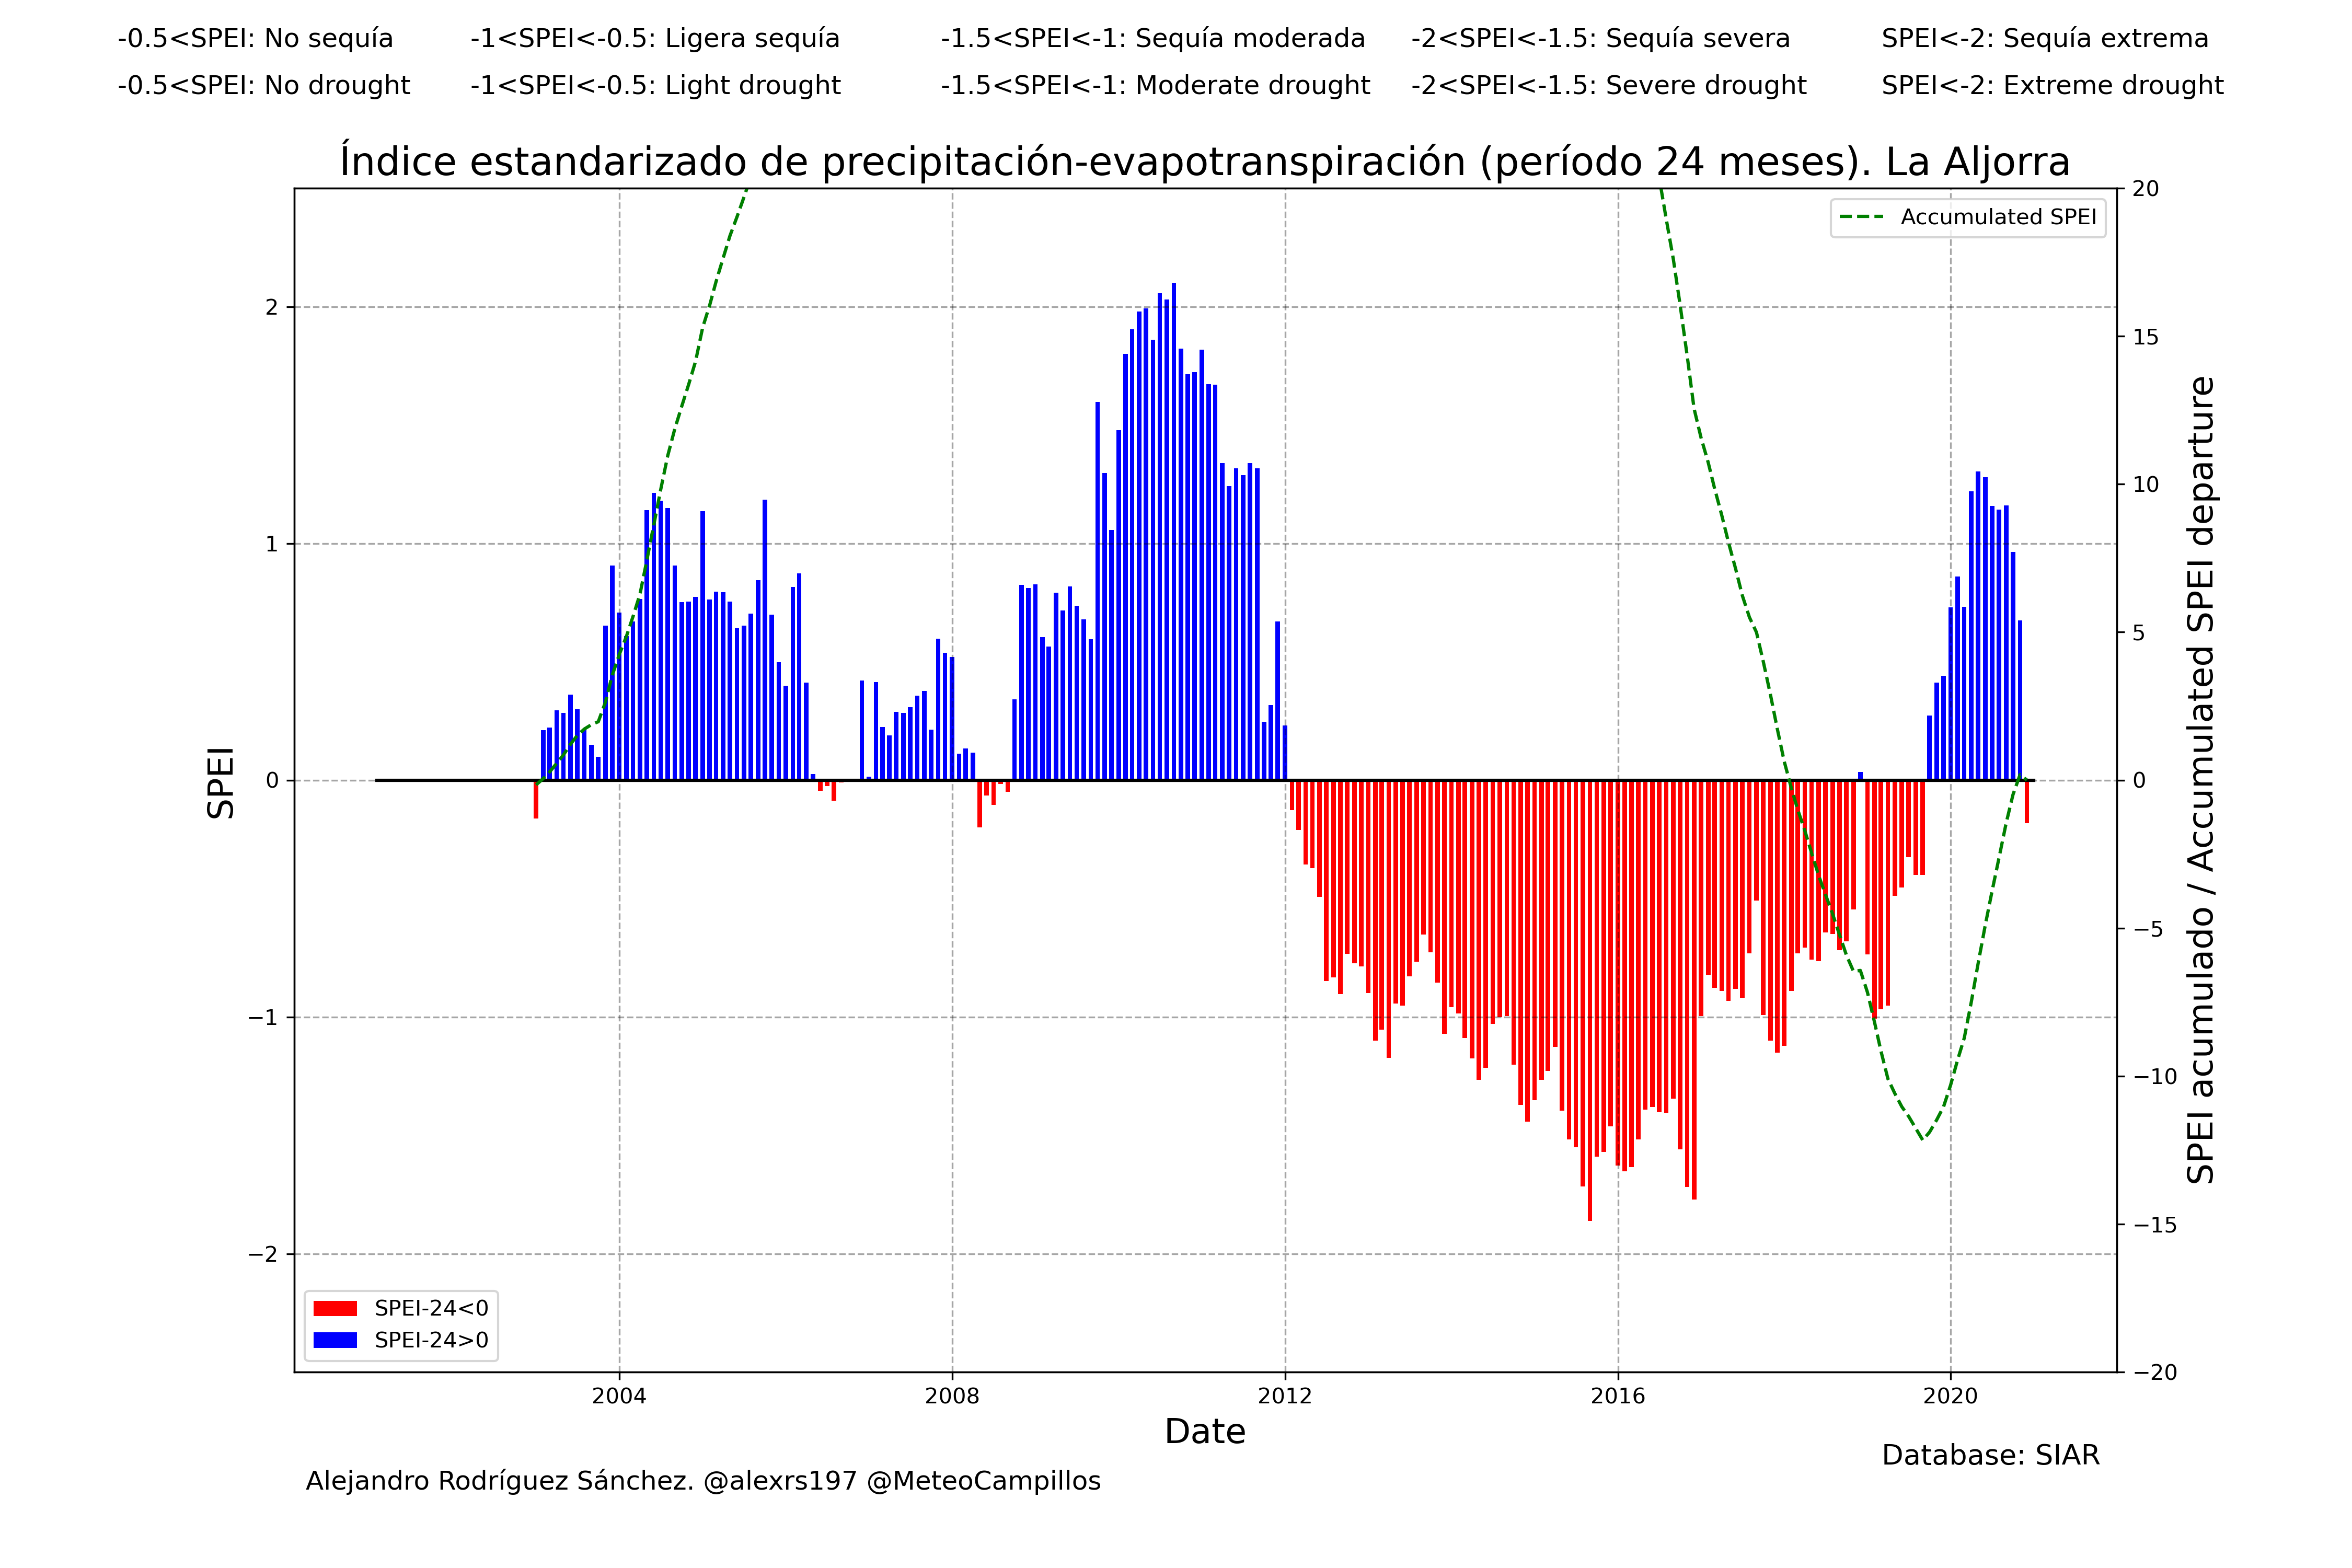 -0.5<SPEI: No sequía
-1<SPEI<-0.5: Ligera sequía
-1.5<SPEI<-1: Sequía moderada
-2<SPEI<-1.5: Sequía severa
SPEI<-2: Sequía extrema
-0.5<SPEI: No drought
-1<SPEI<-0.5: Light drought
-1.5<SPEI<-1: Moderate drought
-2<SPEI<-1.5: Severe drought
SPEI<-2: Extreme drought
Índice estandarizado de precipitación-evapotranspiración (período 24 meses). La Aljorra
SPEI
2
1
0
−1
−2
Accumulated SPEI
20
15
10
5
0
−5
−10
−15
−20
SPEI acumulado / Accumulated SPEI departure
SPEI-24<0
SPEI-24>0
2004
2008
2012
2016
2020
Date
Database: SIAR
Alejandro Rodríguez Sánchez. @alexrs197 @MeteoCampillos